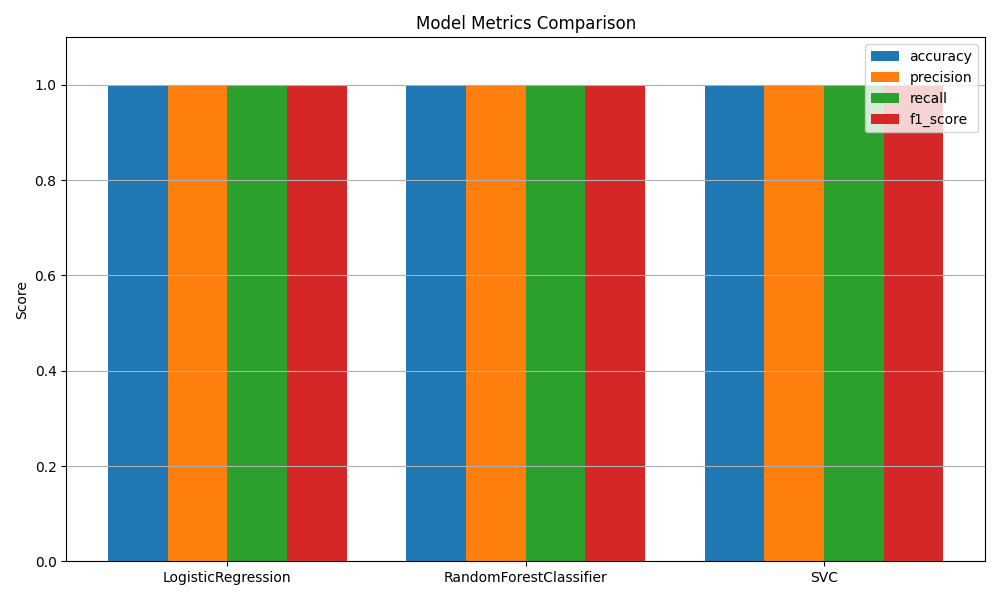 Model Metrics Comparison
accuracy
precision
recall
f1_score
1.0
0.8
0.6
0.4
0.2
0.0
Score
LogisticRegression
RandomForestClassifier
SVC